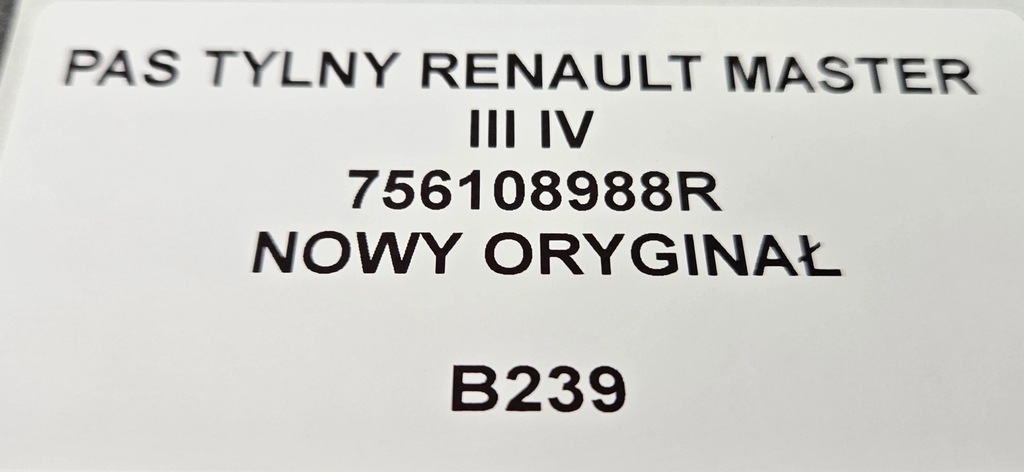 PAS TYLNY RENAULT MASTER
III IV
756108988R
NOWY ORYGINAŁ
B239